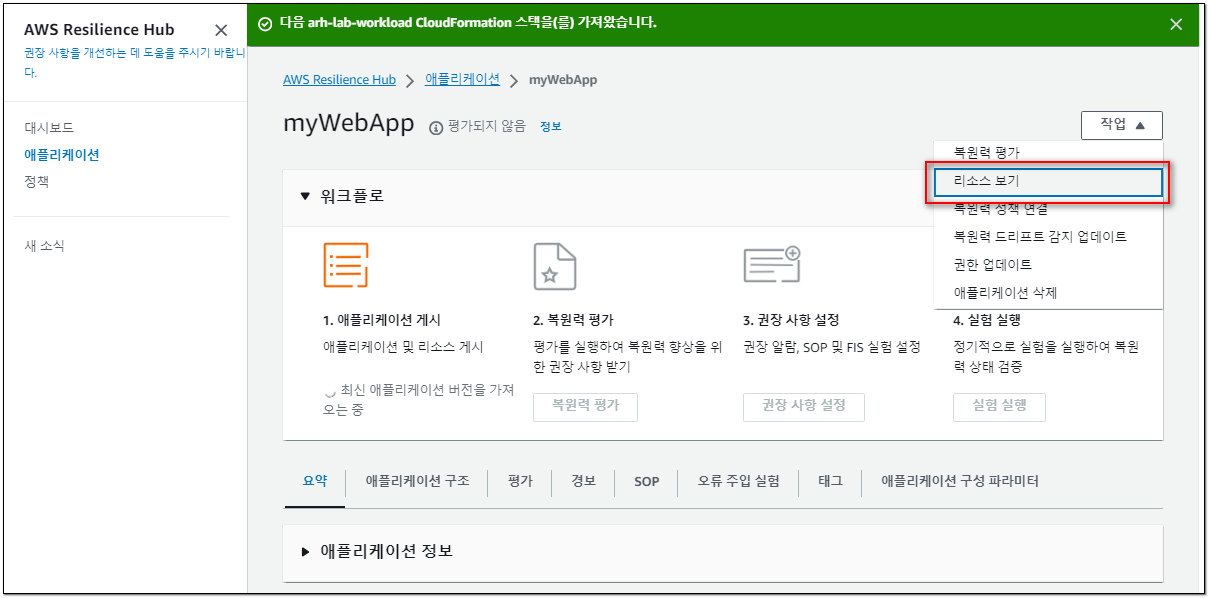 AWS Resilience Hub
권장 사항을 개선하는 데 도움을 주시기 바랍니
다.
대시보드
애플리케이션
정책
새 소식
다음 arh-lab-workload CloudFormation 스택을(를) 가져왔습니다.
AWS Resilience Hub
애플리케이션
myWebApp
myWebApp
평가되지 않음
정보
작업
복원력 평가
리소스 보기
복원력 정책 연결
복원력 드리프트 감지 업데이트
권한 업데이트
애플리케이션 삭제
워크플로
1. 애플리케이션 게시
애플리케이션 및 리소스 게시
최신 애플리케이션 버전을 가져
오는 중
2. 복원력 평가
평가를 실행하여 복원력 향상을 위
한 권장 사항 받기
복원력 평가
3. 권장 사항 설정
권장 알람, SOP 및 FIS 실험 설정
권장 사항 설정
4. 실험 실행
정기적으로 실험을 실행하여 복원
력 상태 검증
실험 실행
요약
애플리케이션 구조
평가
경보
SOP
오류 주입 실험
태그
애플리케이션 구성 파라미터
애플리케이션 정보